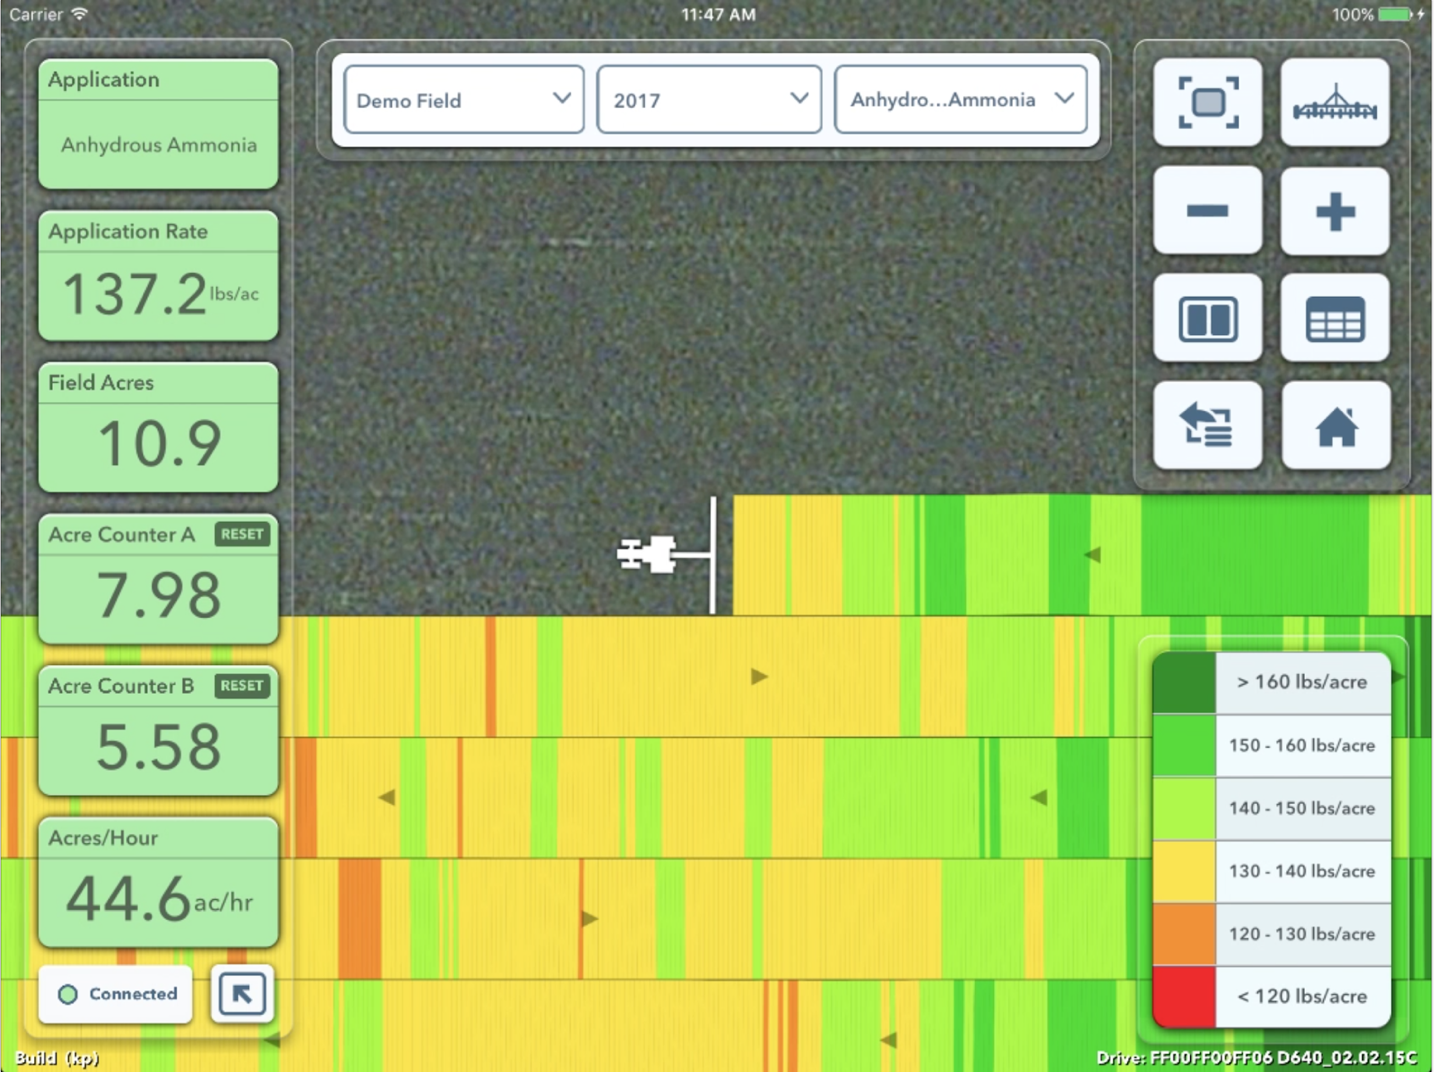 Carrier
11:47 AM
100%
Application
Anhydrous Ammonia
Application Rate
137.2 lbs/ac
Field Acres
10.9
Acre Counter A RESET
7.98
Acre Counter B RESET
5.58
Acres/Hour
44.6 ac/hr
Connected
Build (kp)
Demo Field
2017
Anhydro...Ammonia
> 160 lbs/acre
150 - 160 lbs/acre
140 - 150 lbs/acre
130 - 140 lbs/acre
120 - 130 lbs/acre
< 120 lbs/acre
Drive: FF00FF00FF06 D640_02.02.15C